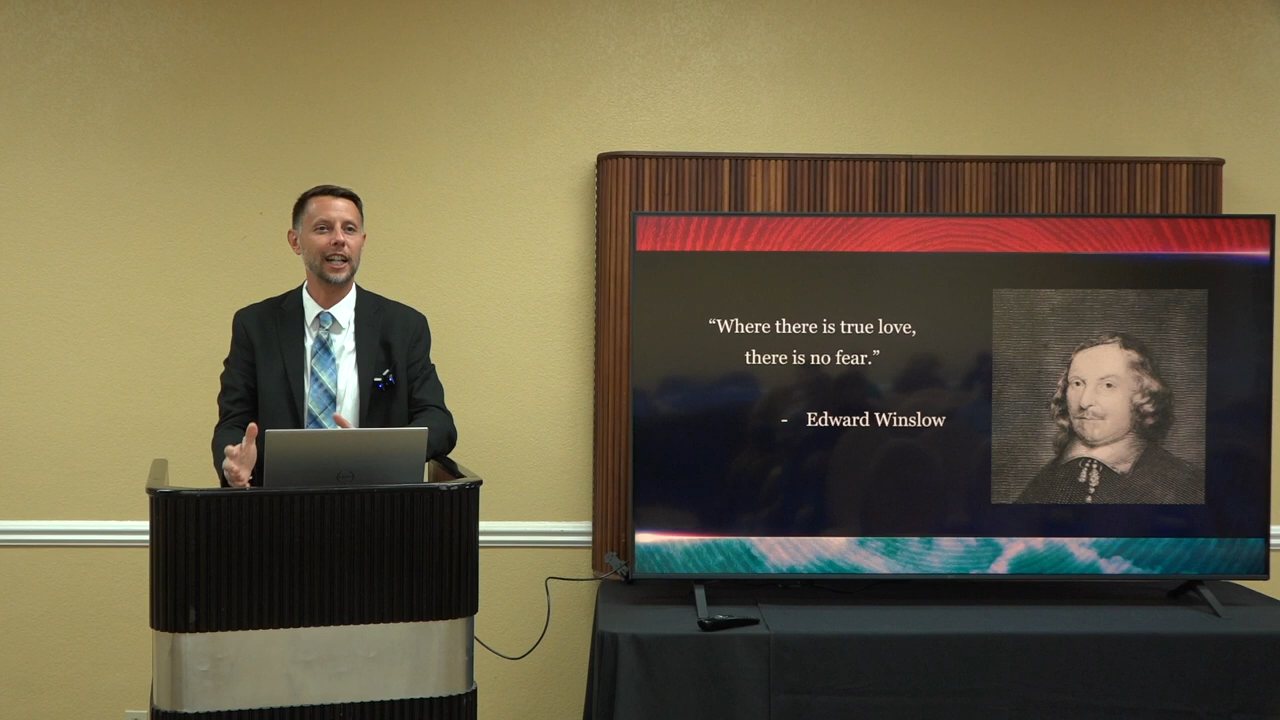 “Where there is true love,
there is no fear.”
- Edward Winslow